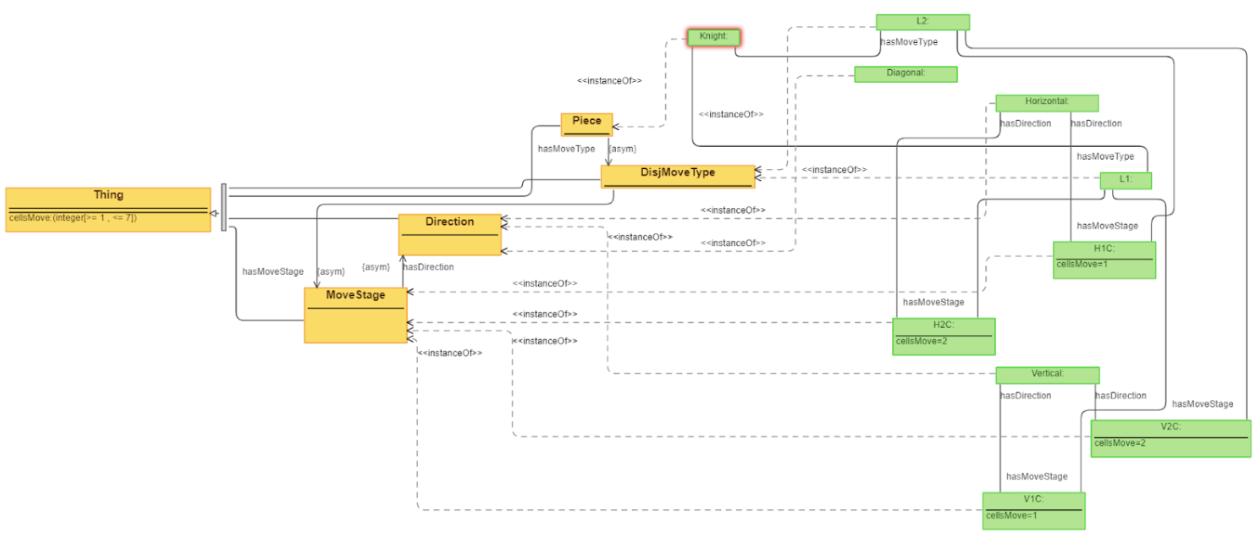 L2:
Knight:
hasMoveType
Diagonal:
<<instanceOf>>
Horizontal:
<<instanceOf>>
Piece
hasDirection
hasDirection
hasMoveType
{asym}
hasMoveType
DisjMoveType
<<instanceOf>>
L1:
Thing
cellsMove:(integer[>= 1 , <= 7])
<<instanceOf>>
Direction
hasMoveStage
<<instanceOf>>
<<instanceOf>>
H1C:
cellsMove=1
hasMoveStage
{asym}
{asym}
hasDirection
<<instanceOf>>
MoveStage
hasMoveStage
<<instanceOf>>
H2C:
cellsMove=2
<<instanceOf>>
<<instanceOf>>
Vertical:
hasDirection
hasDirection
hasMoveStage
V2C:
cellsMove=2
hasMoveStage
V1C:
cellsMove=1